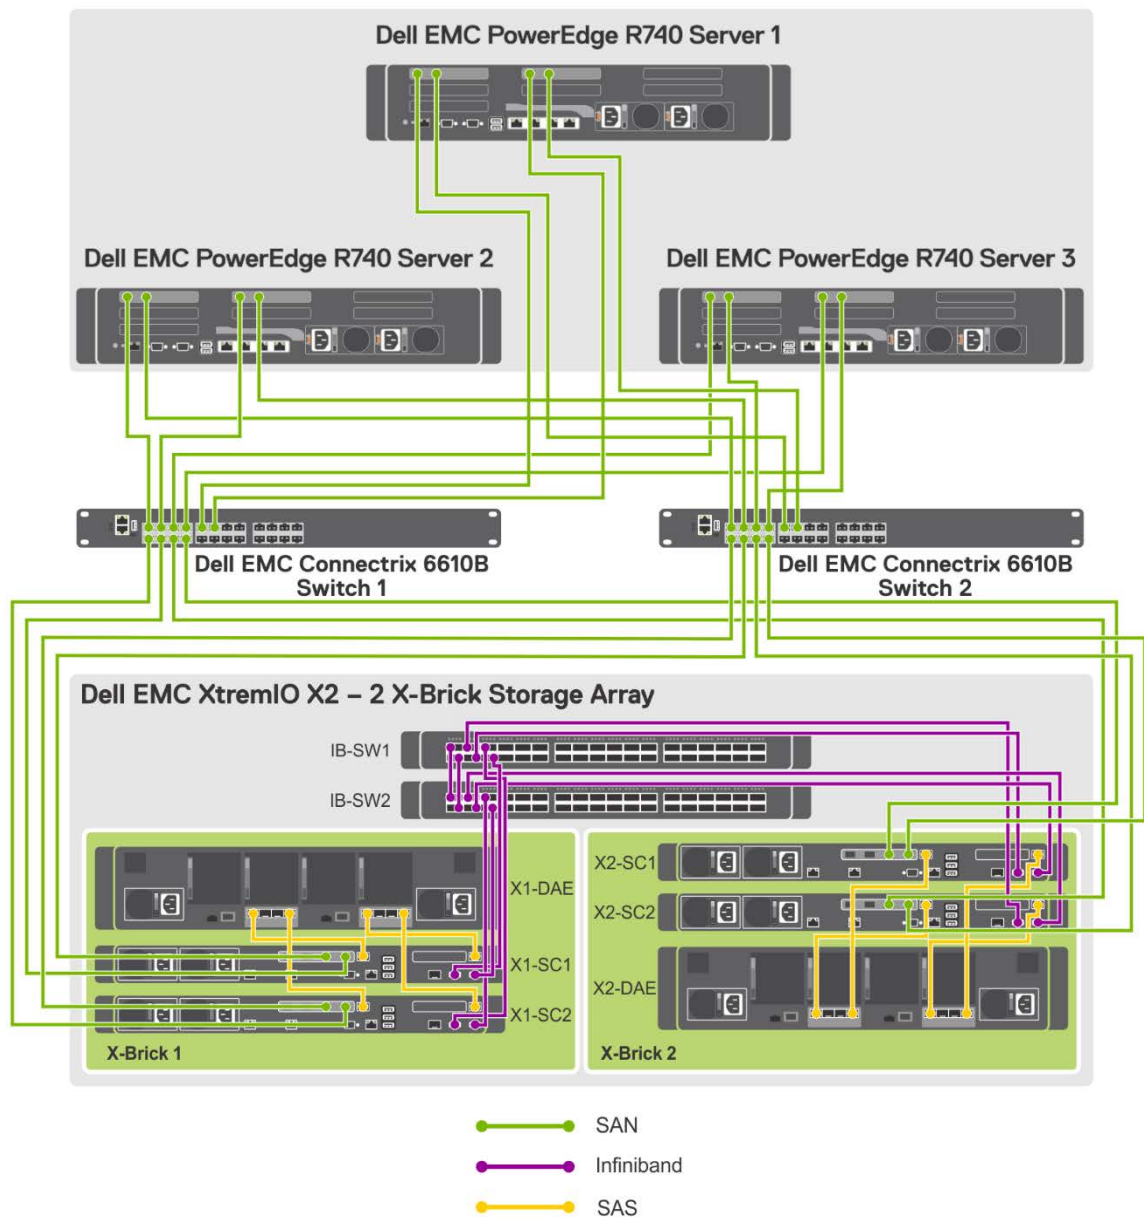 Dell EMC PowerEdge R740 Server 1
Dell EMC PowerEdge R740 Server 2
Dell EMC PowerEdge R740 Server 3
Dell EMC Connectrix 6610B
Switch 1
Dell EMC Connectrix 6610B
Switch 2
Dell EMC XtremIO X2 – 2 X-Brick Storage Array
IB-SW1
IB-SW2
X1-DAE
X1-SC1
X1-SC2
X-Brick 1
X2-SC1
X2-SC2
X2-DAE
X-Brick 2
SAN
Infiniband
SAS